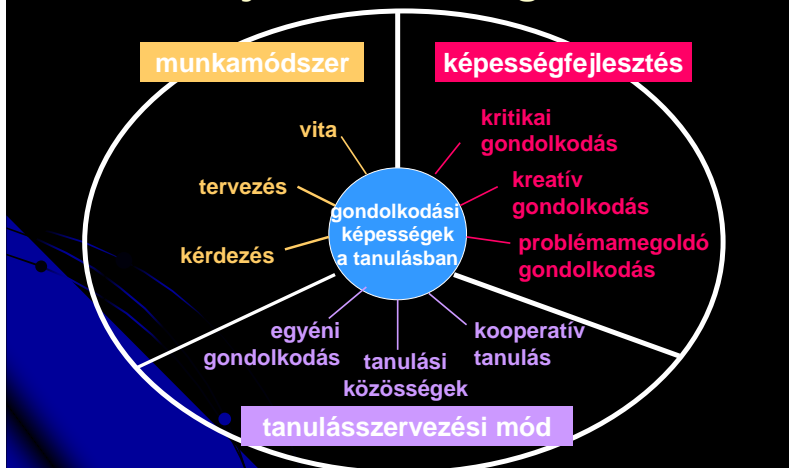 munkamódszer
képességfejlesztés
vita
tervezés
kérdezés
kritikai
gondolkodás
kreatív
gondolkodás
problémamegoldó
gondolkodás
gondolkodási
képességek
a tanulásban
egyéni
gondolkodás
tanulási
közösségek
kooperatív
tanulás
tanulásszervezési mód